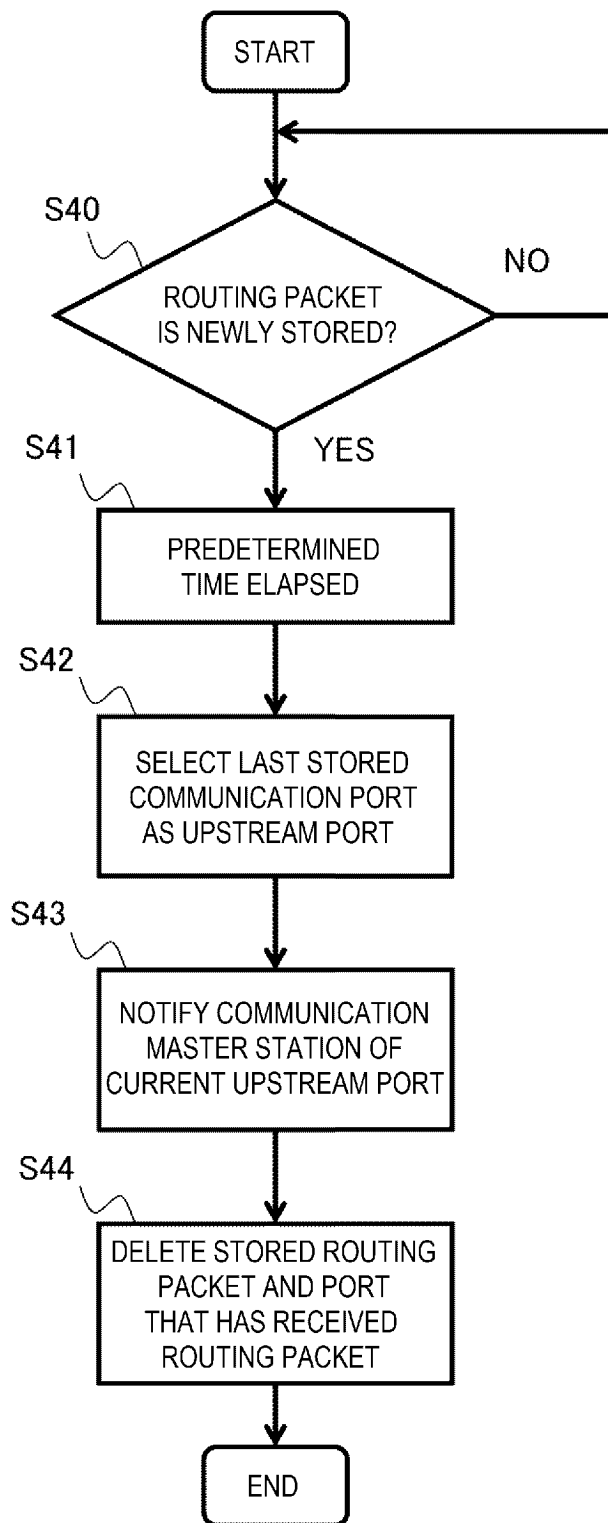 START
S40
NO
ROUTING PACKET
IS NEWLY STORED?
S41
YES
PREDETERMINED
TIME ELAPSED
S42
SELECT LAST STORED
COMMUNICATION PORT
AS UPSTREAM PORT
S43
NOTIFY COMMUNICATION
MASTER STATION OF
CURRENT UPSTREAM PORT
S44
DELETE STORED ROUTING
PACKET AND PORT
THAT HAS RECEIVED
ROUTING PACKET
END